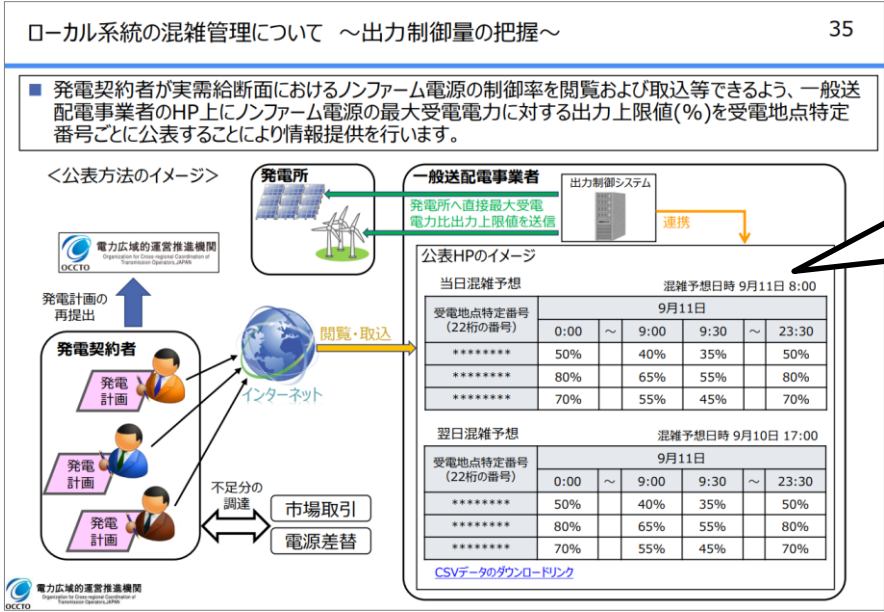 ローカル系統の混雑管理について ～出力制御量の把握～
35
■ 発電契約者が実需給断面におけるノンファーム電源の制御率を閲覧および取込等できるよう、一般送
配電事業者のHP上にノンファーム電源の最大受電電力に対する出力上限値(%)を受電地点特定
番号ごとに公表することにより情報提供を行います。
＜公表方法のイメージ＞
発電所
一般送配電事業者
出力制御システム
発電所へ直接最大受電
電力比出力上限値を送信
連携
電力広域的運営推進機関
Organization for Cross-regional Coordination of
Transmission Operators,JAPAN
OCCTO
発電計画の
再提出
発電契約者
発電
計画
発電
計画
発電
計画
インターネット
閲覧・取込
不足分の
調達
市場取引
電源差替
公表HPのイメージ
当日混雑予想
混雑予想日時 9月11日 8:00
受電地点特定番号
（22桁の番号）
9月11日
0:00 ～ 9:00 9:30 ～ 23:30
******** 50% 40% 35% 50%
******** 80% 65% 55% 80%
******** 70% 55% 45% 70%
翌日混雑予想
混雑予想日時 9月10日 17:00
受電地点特定番号
（22桁の番号）
9月11日
0:00 ～ 9:00 9:30 ～ 23:30
******** 50% 40% 35% 50%
******** 80% 65% 55% 80%
******** 70% 55% 45% 70%
CSVデータのダウンロードリンク
電力広域的運営推進機関
Organization for Cross-regional Coordination of
Transmission Operators,JAPAN
OCCTO